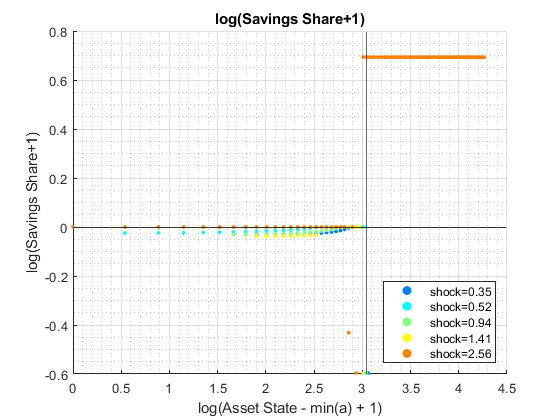 log(Savings Share+1)
0.8
0.6
0.4
0.2
0
-0.2
-0.4
-0.6
log(Savings Share+1)
shock=0.35
shock=0.52
shock=0.94
shock=1.41
shock=2.56
0 0.5 1 1.5 2 2.5 3 3.5 4 4.5
log(Asset State - min(a) + 1)